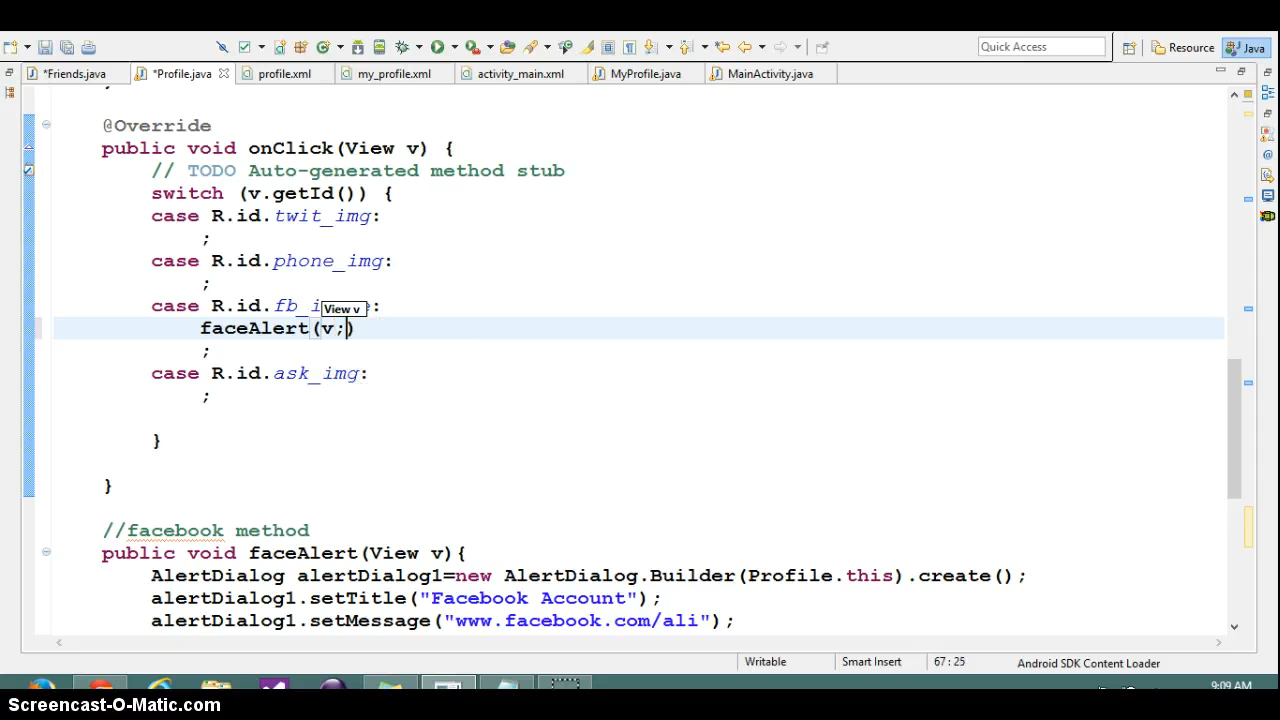 Quick Access
Resource
Java
*Friends.java
*Profile.java
profile.xml
my_profile.xml
activity_main.xml
MyProfile.java
MainActivity.java
@Override
public void onClick(View v) {
// TODO Auto-generated method stub
switch (v.getId()) {
case R.id.twit_img:
;
case R.id.phone_img:
;
View v
case R.id.fb_i e:
faceAlert(v;)
;
case R.id.ask_img:
;
}
}
//facebook method
public void faceAlert(View v){
AlertDialog alertDialog1=new AlertDialog.Builder(Profile.this).create();
alertDialog1.setTitle("Facebook Account");
alertDialog1.setMessage("www.facebook.com/ali");
Writable
Smart Insert
67 : 25
Android SDK Content Loader
9:09 AM
Screencast-O-Matic.com